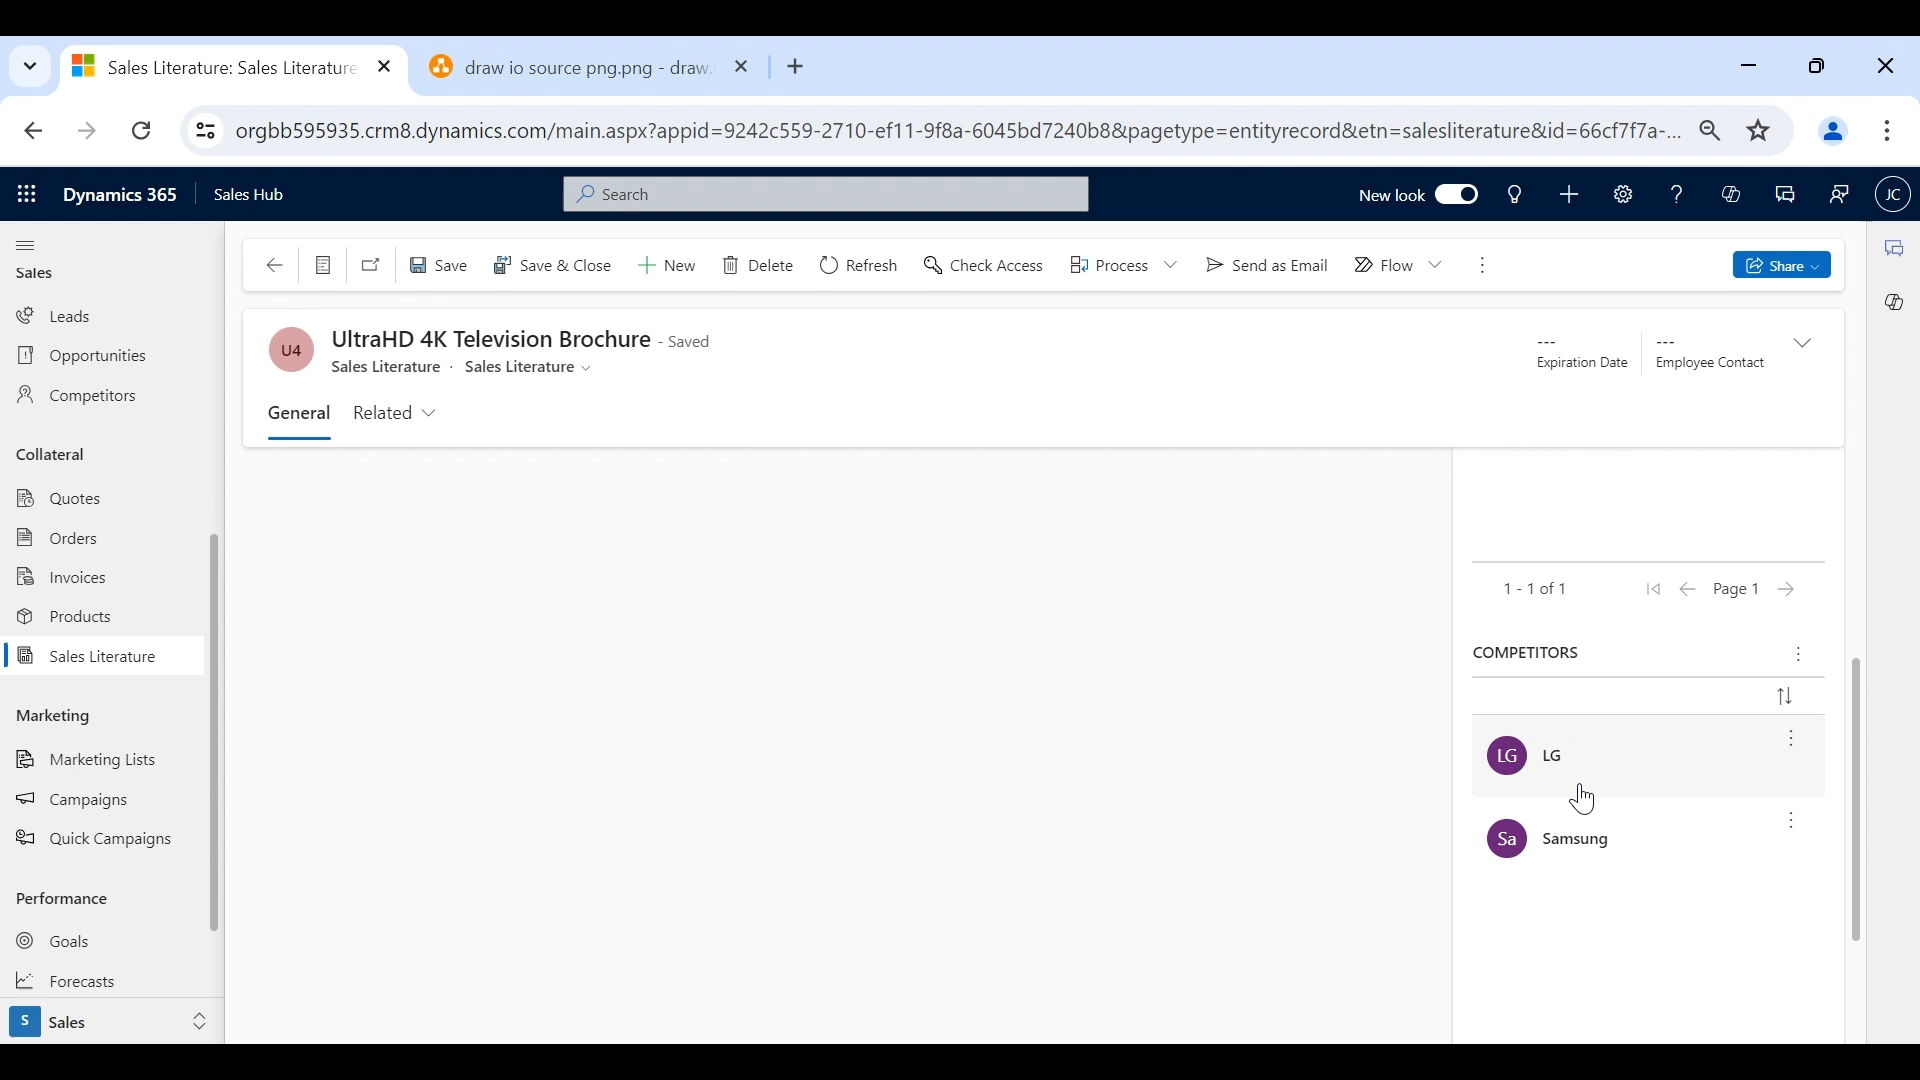 Sales Literature: Sales Literature
draw io source png.png - draw.
orgbb595935.crm8.dynamics.com/main.aspx?appid=9242c559-2710-ef11-9f8a-6045bd7240b8&pagetype=entityrecord&etn=salesliterature&id=66cf7f7a-...
Dynamics 365
Sales Hub
Search
New look
JC
Sales
Leads
Opportunities
Competitors
Collateral
Quotes
Orders
Invoices
Products
Sales Literature
Marketing
Marketing Lists
Campaigns
Quick Campaigns
Performance
Goals
Forecasts
S Sales
Save
Save & Close
New
Delete
Refresh
Check Access
Process
Send as Email
Flow
Share
U4
UltraHD 4K Television Brochure - Saved
Sales Literature · Sales Literature
---
Expiration Date
---
Employee Contact
General
Related
1 - 1 of 1
Page 1
COMPETITORS
LG LG
Sa Samsung